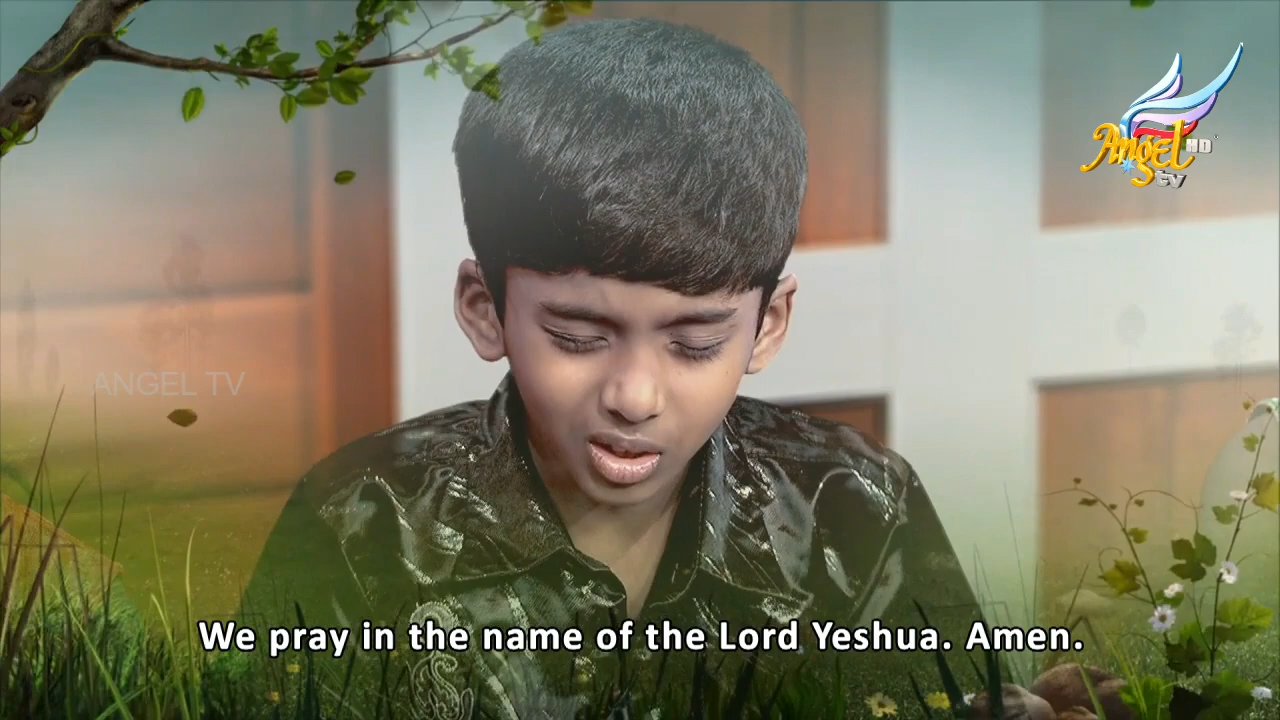 Angel HD
tv
ANGEL TV
We pray in the name of the Lord Yeshua. Amen.